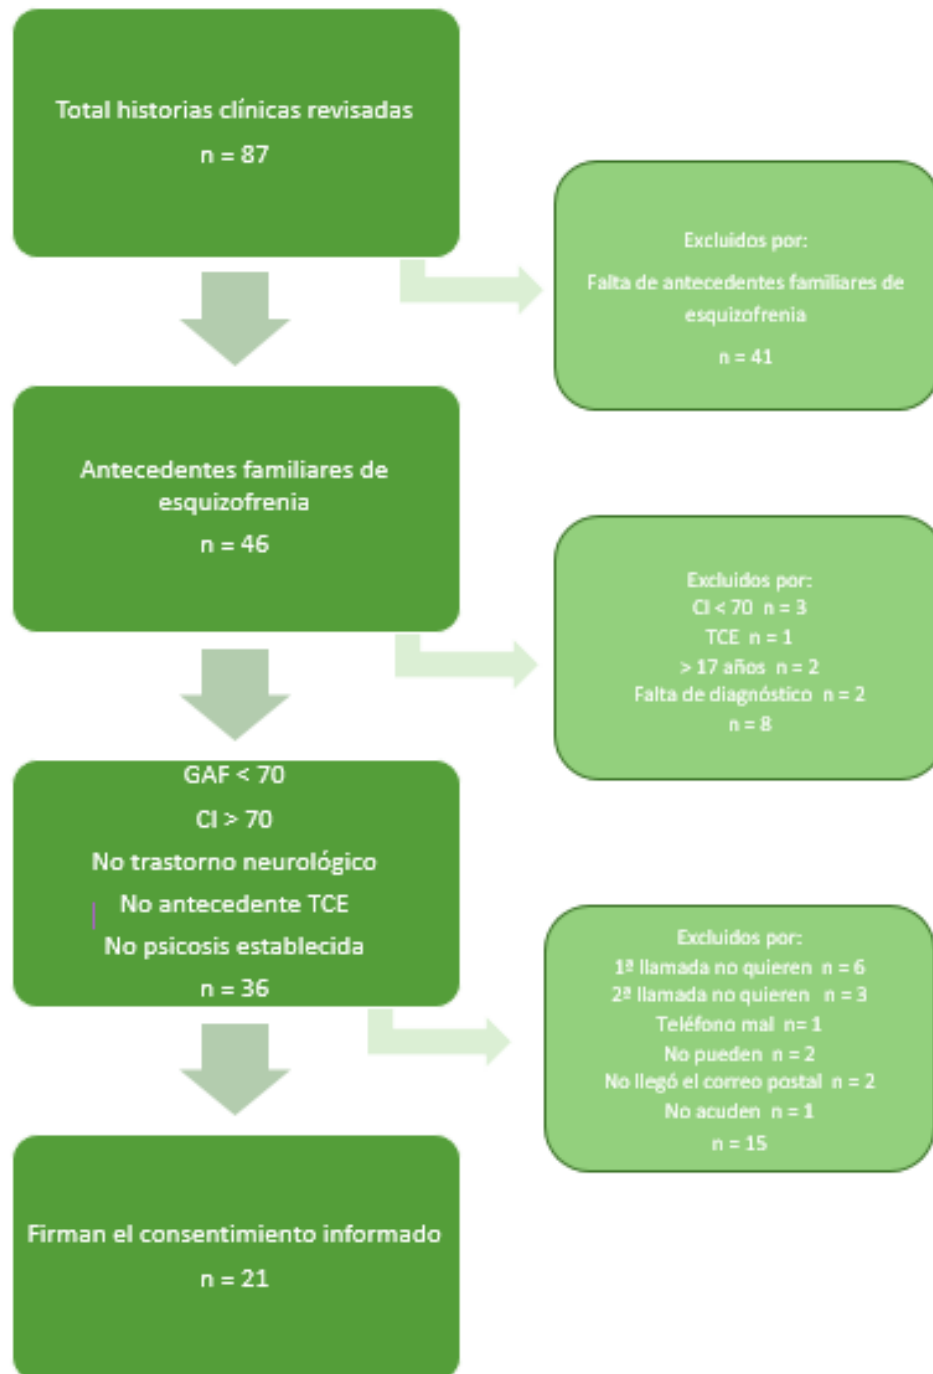 Total historias clínicas revisadas
n = 87
Excluidos por:
Falta de antecedentes familiares de
esquizofrenia
n = 41
Antecedentes familiares de
esquizofrenia
n = 46
Excluidos por:
CI < 70 n = 3
TCE n = 1
> 17 años n = 2
Falta de diagnóstico n = 2
n = 8
GAF < 70
CI > 70
No trastorno neurológico
No antecedente TCE
No psicosis establecida
n = 36
Excluidos por:
1ª llamada no quieren n = 6
2ª llamada no quieren n = 3
Teléfono mal n= 1
No pueden n = 2
No llegó el correo postal n = 2
No acuden n = 1
n = 15
Firman el consentimiento informado
n = 21